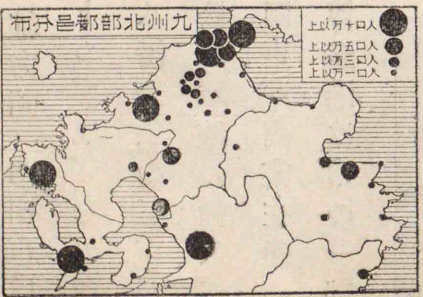 九州北部都邑分布
人口十万以上
人口五万以上
人口三万以上
人口一万以上